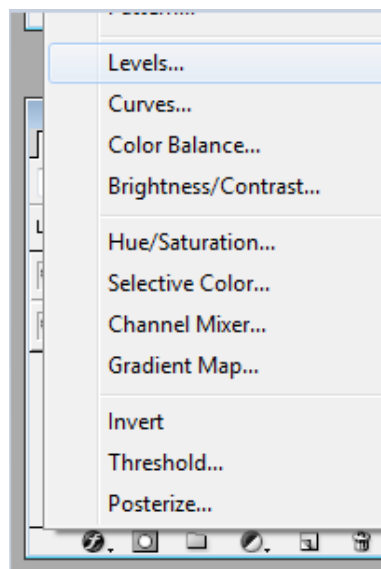 Levels...
Curves...
Color Balance...
Brightness/Contrast...
Hue/Saturation...
Selective Color...
Channel Mixer...
Gradient Map...
Invert
Threshold...
Posterize...